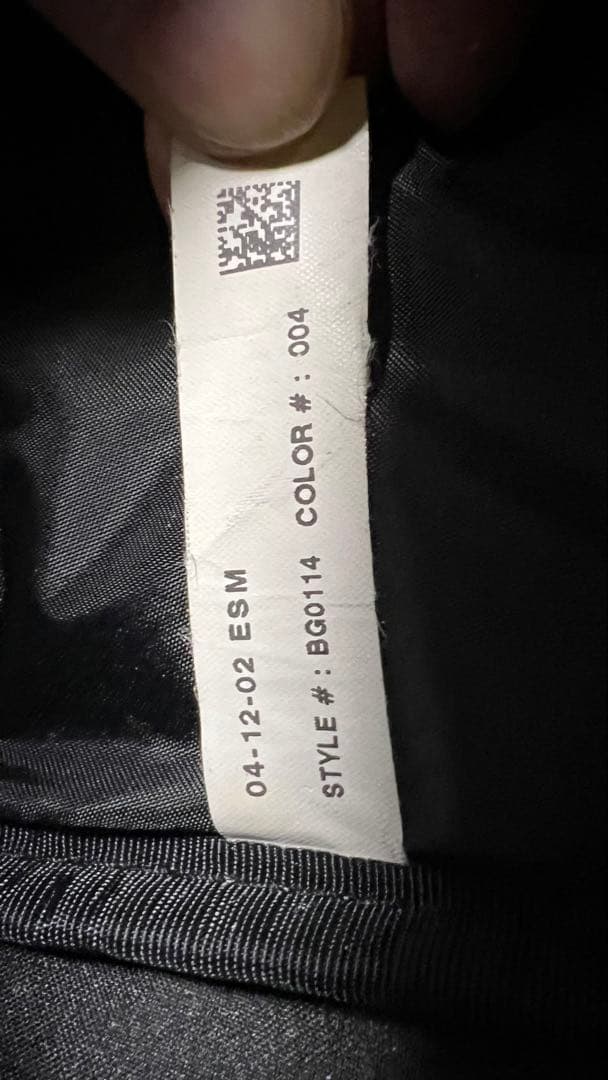 04-12-02 ESM
STYLE # : BG0114 COLOR # : 004